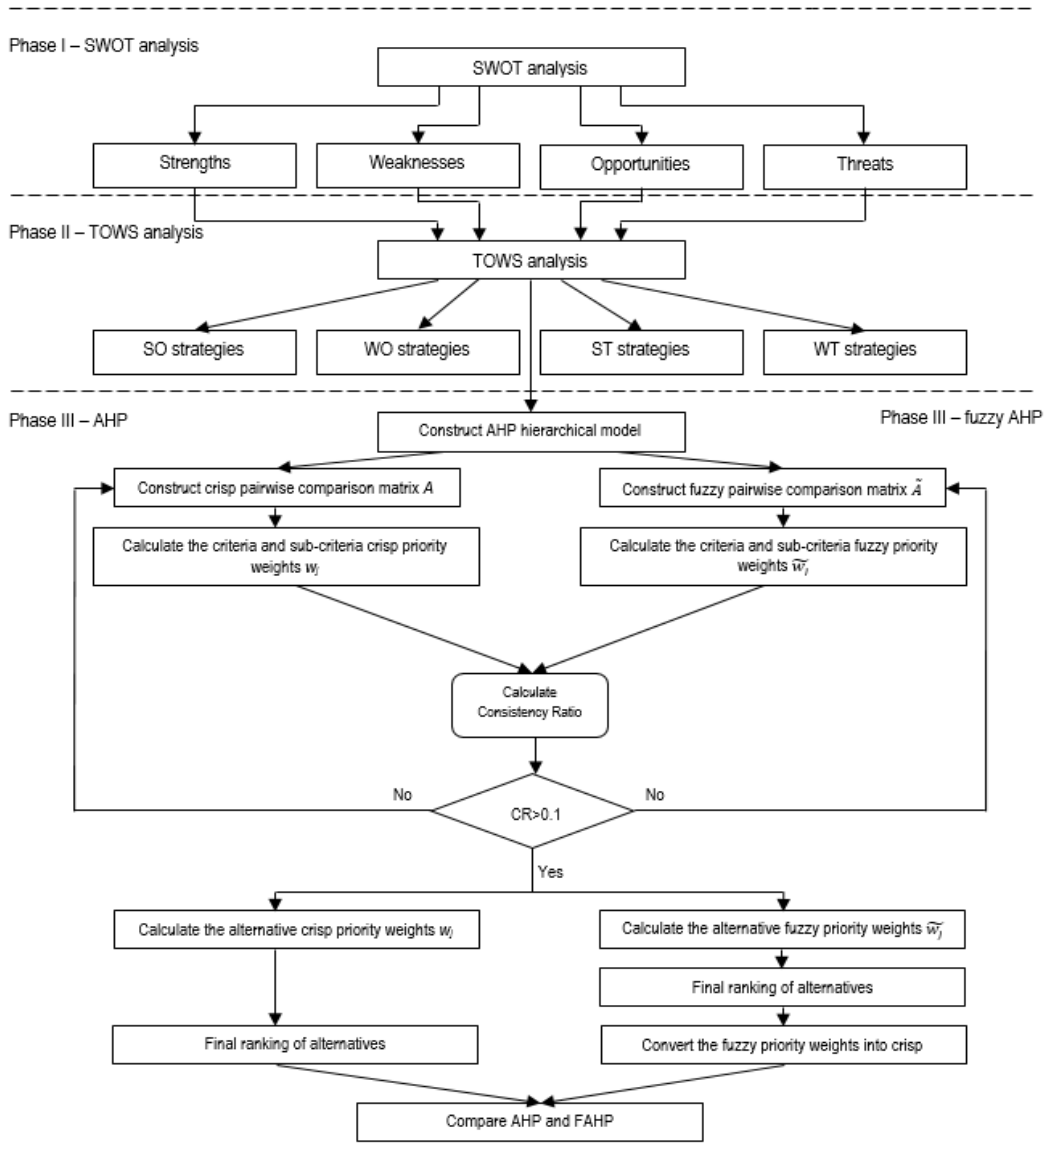 Phase I – SWOT analysis
SWOT analysis
Strengths
Weaknesses
Opportunities
Threats
Phase II – TOWS analysis
TOWS analysis
SO strategies
WO strategies
ST strategies
WT strategies
Phase III – AHP
Phase III – fuzzy AHP
Construct AHP hierarchical model
Construct crisp pairwise comparison matrix A
Construct fuzzy pairwise comparison matrix Ã
Calculate the criteria and sub-criteria crisp priority
weights wⱼ
Calculate the criteria and sub-criteria fuzzy priority
weights w̃ⱼ
Calculate
Consistency Ratio
No
No
CR>0.1
Yes
Calculate the alternative crisp priority weights wⱼ
Calculate the alternative fuzzy priority weights w̃ⱼ
Final ranking of alternatives
Final ranking of alternatives
Convert the fuzzy priority weights into crisp
Compare AHP and FAHP